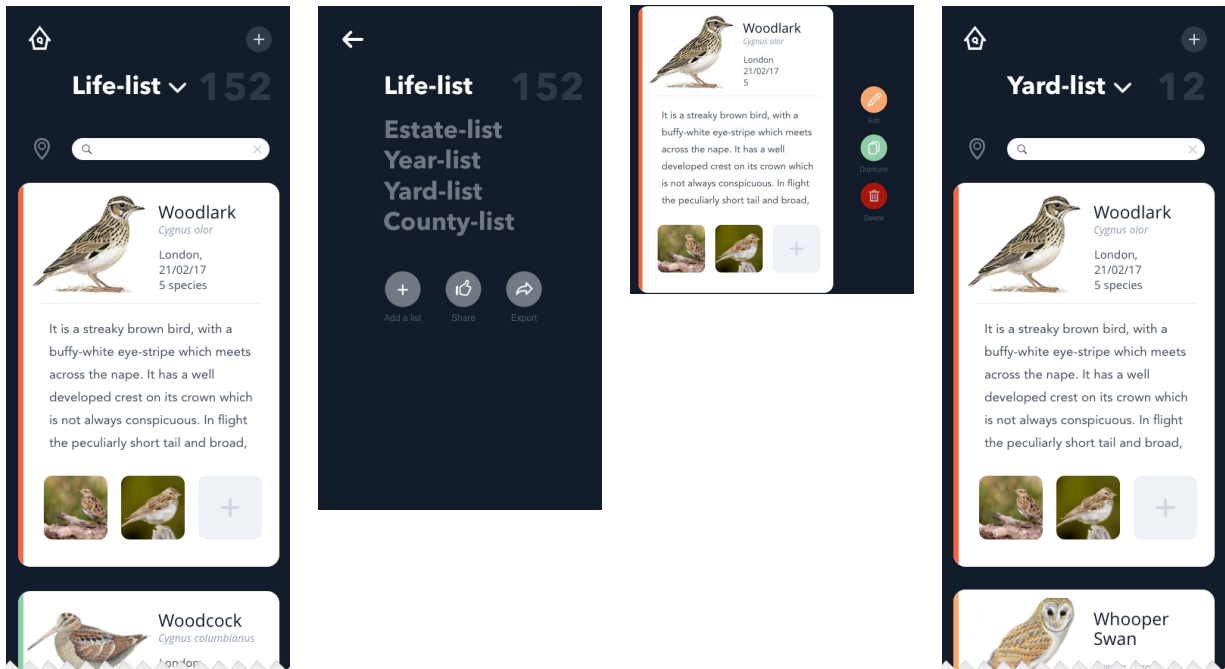 Life-list 152
Woodlark
Cygnus olor
London,
21/02/17
5 species
It is a streaky brown bird, with a
buffy-white eye-stripe which meets
across the nape. It has a well
developed crest on its crown which
is not always conspicuous. In flight
the peculiarly short tail and broad,
Woodcock
Cygnus columbianus
London
Life-list 152
Estate-list
Year-list
Yard-list
County-list
Add a list Share Export
Woodlark
Cygnus olor
London
21/02/17
5
It is a streaky brown bird, with a
buffy-white eye-stripe which meets
across the nape. It has a well
developed crest on its crown which
is not always conspicuous. In flight
the peculiarly short tail and broad,
Edit
Duplicate
Delete
Yard-list 12
Woodlark
Cygnus olor
London,
21/02/17
5 species
It is a streaky brown bird, with a
buffy-white eye-stripe which meets
across the nape. It has a well
developed crest on its crown which
is not always conspicuous. In flight
the peculiarly short tail and broad,
Whooper
Swan